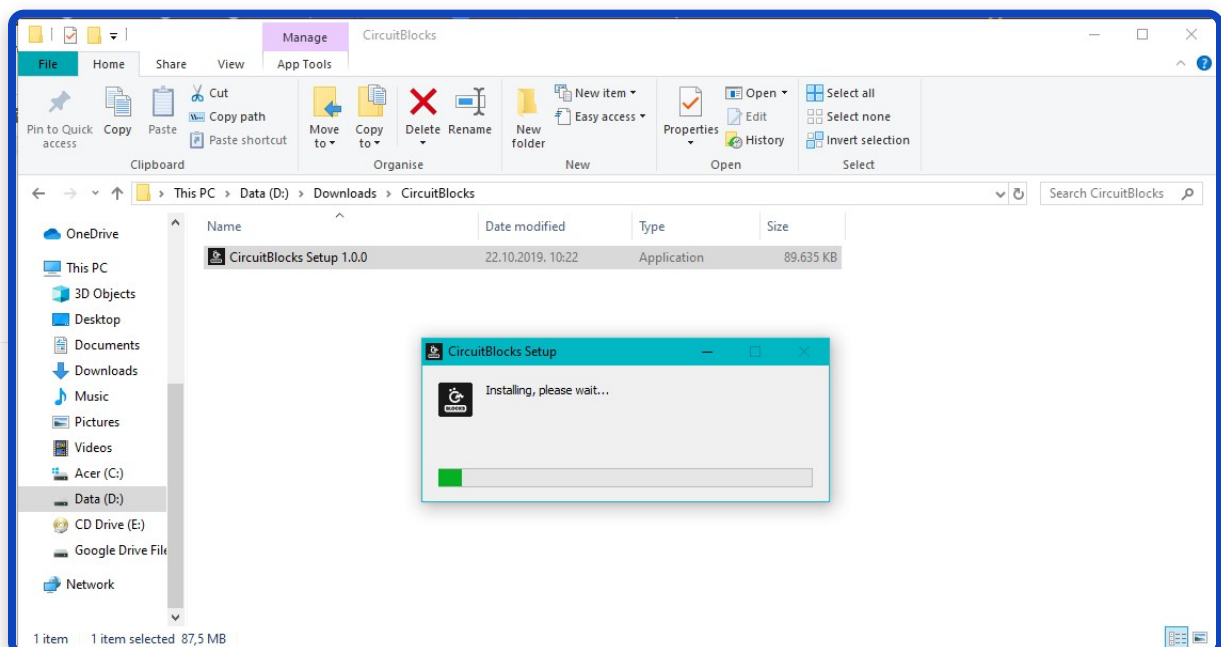 Manage
CircuitBlocks
File
Home
Share
View
App Tools
Pin to Quick
access
Copy
Paste
Cut
Copy path
Paste shortcut
Clipboard
Move
to
Copy
to
Delete
Rename
Organise
New
folder
New item
Easy access
New
Properties
Open
Edit
History
Open
Select all
Select none
Invert selection
Select
This PC > Data (D:) > Downloads > CircuitBlocks
Search CircuitBlocks
OneDrive
This PC
3D Objects
Desktop
Documents
Downloads
Music
Pictures
Videos
Acer (C:)
Data (D:)
CD Drive (E:)
Google Drive File
Network
Name
Date modified
Type
Size
CircuitBlocks Setup 1.0.0
22.10.2019. 10:22
Application
89.635 KB
CircuitBlocks Setup
BLOCKS
Installing, please wait...
1 item
1 item selected 87,5 MB